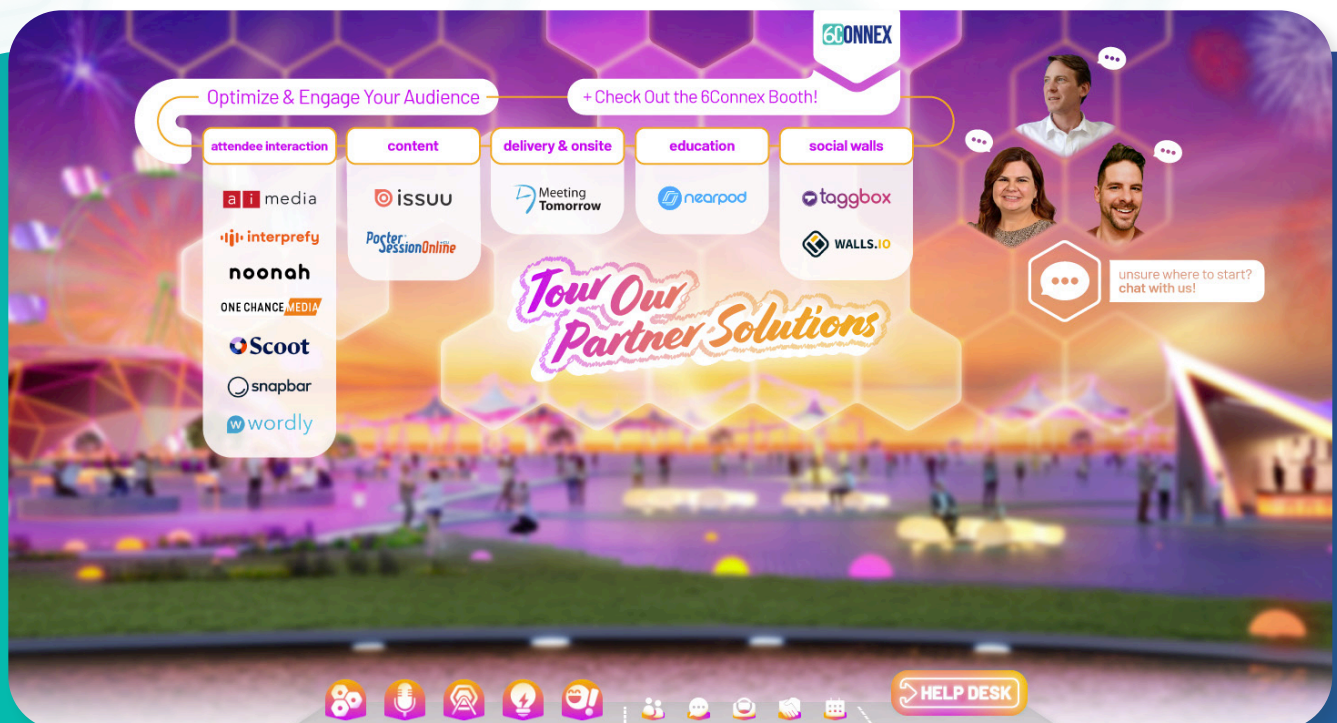 6CONNEX
Optimize & Engage Your Audience
+ Check Out the 6Connex Booth!
attendee interaction
content
delivery & onsite
education
social walls
ai media
interprefy
noonah
ONE CHANCE MEDIA
Scoot
snapbar
wordly
issuu
Poster
SessionOnline
Meeting
Tomorrow
nearpod
taggbox
WALLS.IO
Tour Our
Partner Solutions
unsure where to start?
chat with us!
HELP DESK